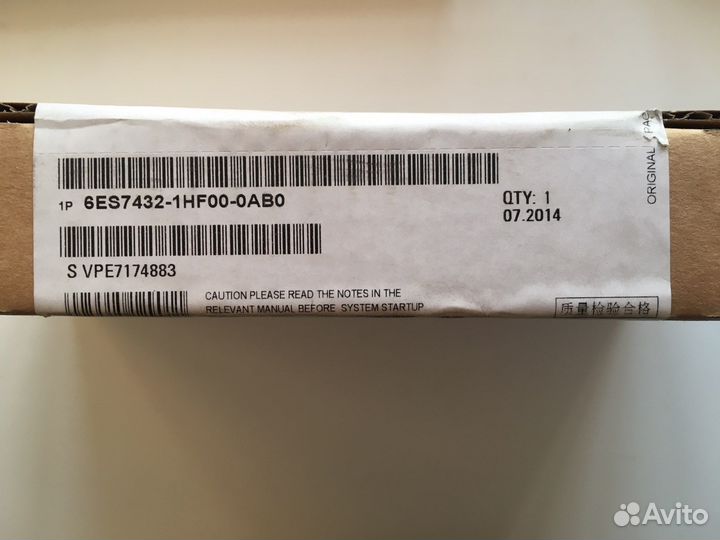 1P 6ES7432-1HF00-0AB0
QTY: 1
07.2014
S VPE7174883
CAUTION PLEASE READ THE NOTES IN THE
RELEVANT MANUAL BEFORE SYSTEM STARTUP
质量检验合格
ORIGINAL
Avito